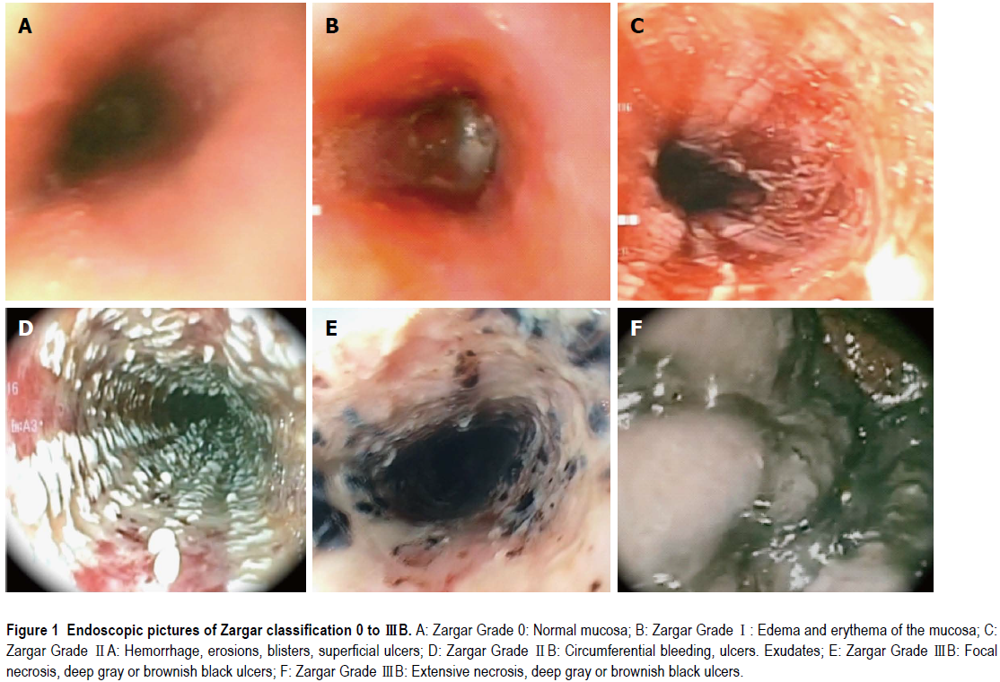 A
B
C
D
E
F
16
Figure 1 Endoscopic pictures of Zargar classification 0 to ⅢB. A: Zargar Grade 0: Normal mucosa; B: Zargar Grade Ⅰ: Edema and erythema of the mucosa; C:
Zargar Grade ⅡA: Hemorrhage, erosions, blisters, superficial ulcers; D: Zargar Grade ⅡB: Circumferential bleeding, ulcers. Exudates; E: Zargar Grade ⅢB: Focal
necrosis, deep gray or brownish black ulcers; F: Zargar Grade ⅢB: Extensive necrosis, deep gray or brownish black ulcers.